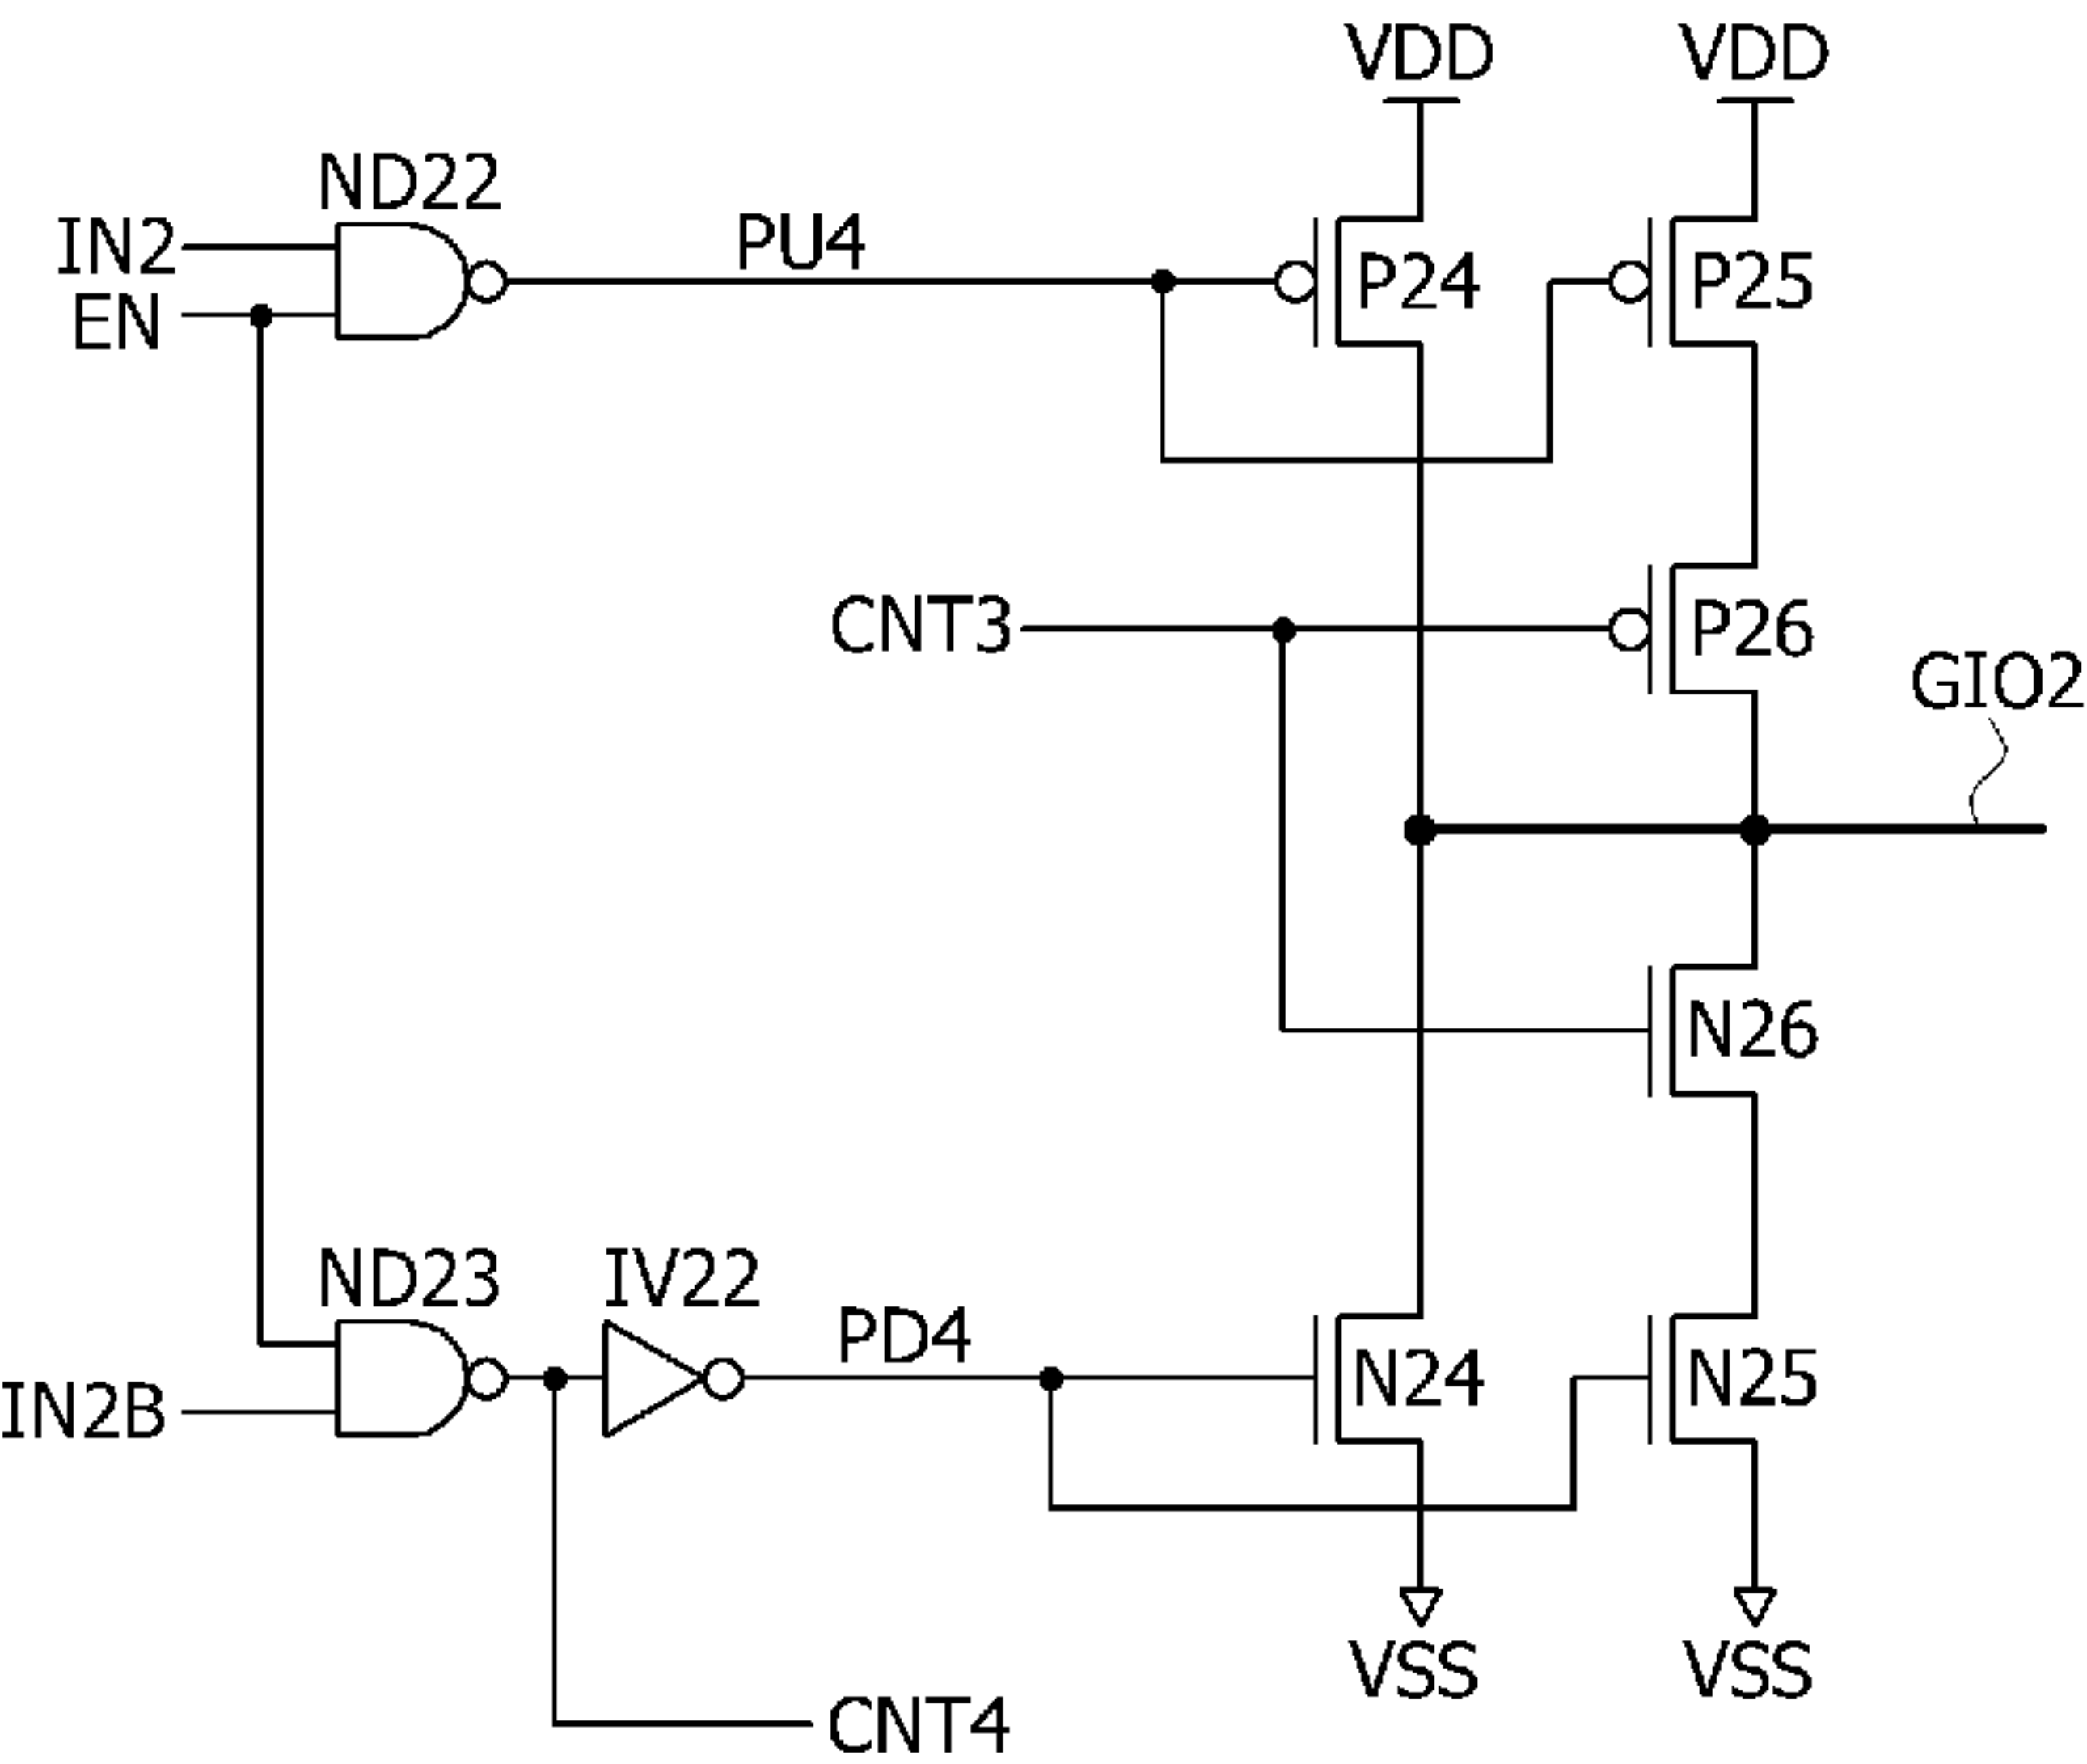 VDD VDD
ND22
IN2 PU4
EN P24 P25
CNT3 P26
GIO2
N26
ND23 IV22
PD4
IN2B N24 N25
VSS VSS
CNT4